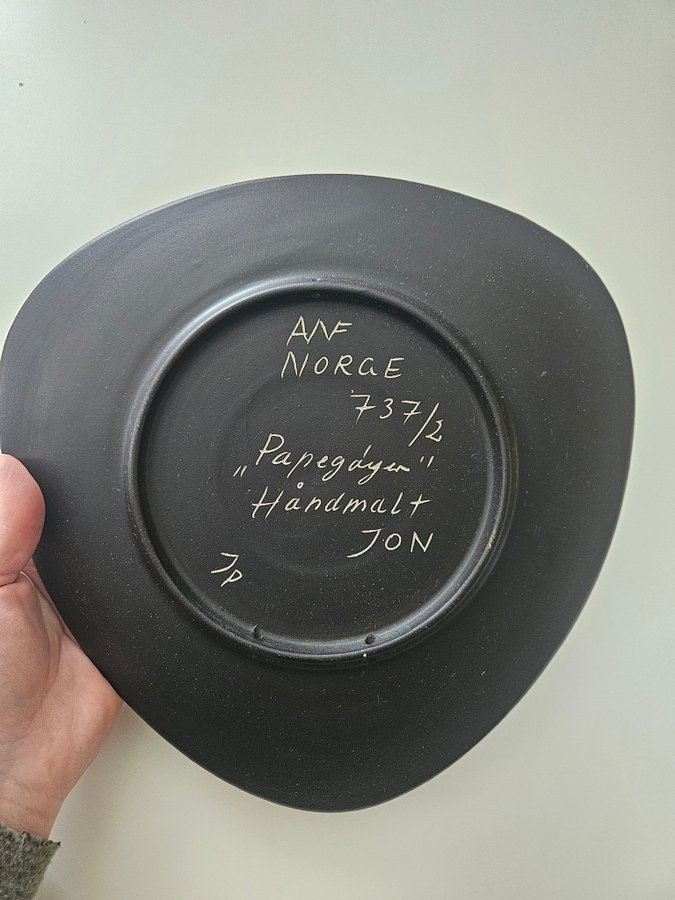 ANF
NORGE
737/2
„Papegøyen"
Håndmalt
JON
JP